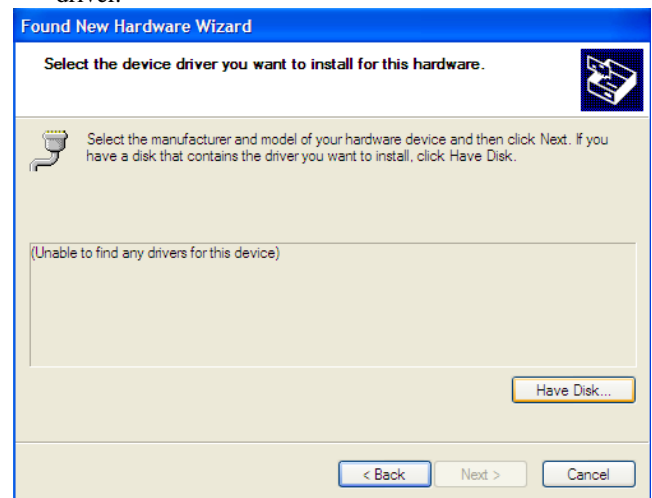 driver.
Found New Hardware Wizard
Select the device driver you want to install for this hardware.
Select the manufacturer and model of your hardware device and then click Next. If you
have a disk that contains the driver you want to install, click Have Disk.
(Unable to find any drivers for this device)
Have Disk...
< Back Next > Cancel